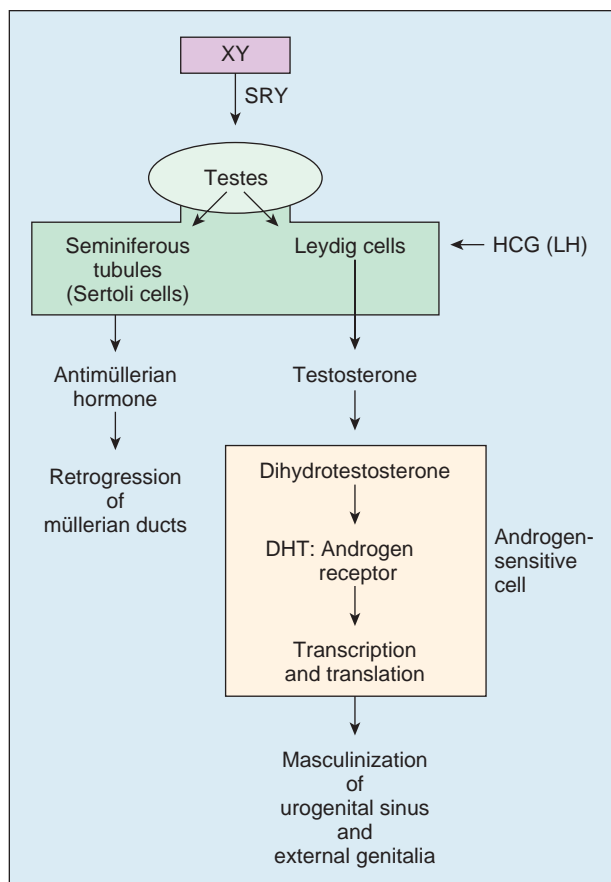 XY
SRY
Testes
Seminiferous
tubules
(Sertoli cells)
Leydig cells
HCG (LH)
Antimüllerian
hormone
Testosterone
Retrogression
of
müllerian ducts
Dihydrotestosterone
DHT: Androgen
receptor
Transcription
and translation
Androgen-
sensitive
cell
Masculinization
of
urogenital sinus
and
external genitalia